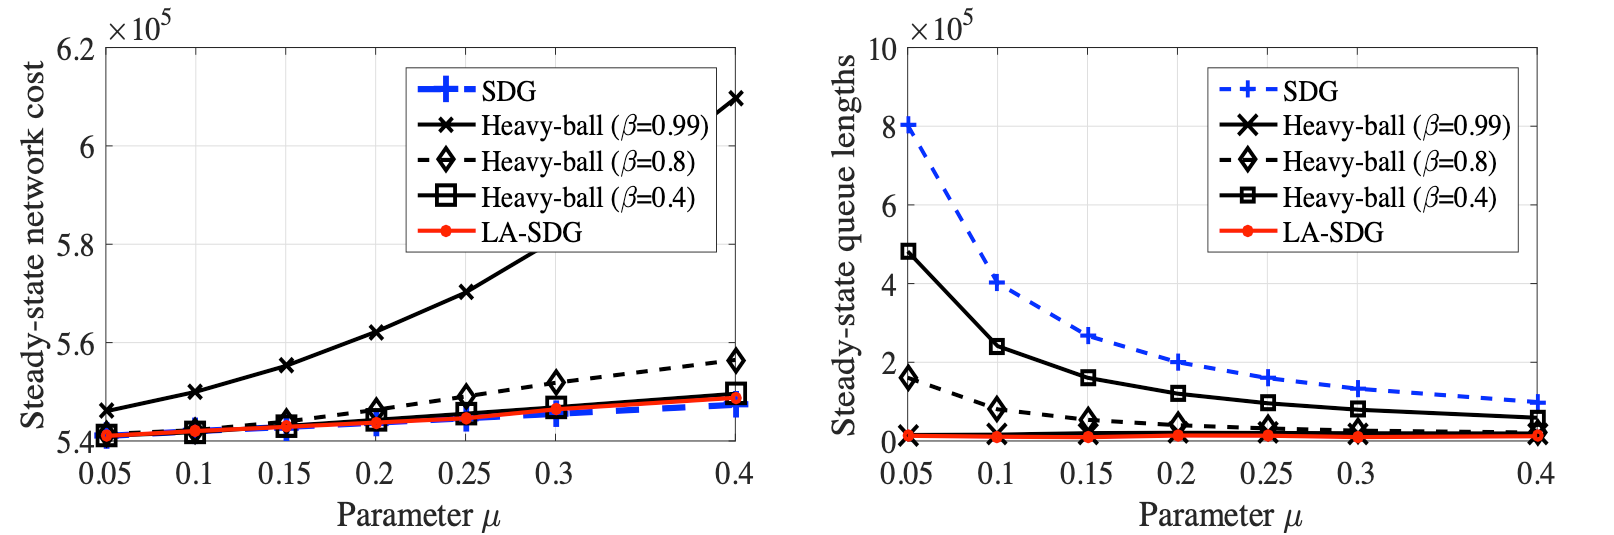 ×10⁵
6.2
6
5.8
5.6
5.4
Steady-state network cost
SDG
Heavy-ball (β=0.99)
Heavy-ball (β=0.8)
Heavy-ball (β=0.4)
LA-SDG
0.05 0.1 0.15 0.2 0.25 0.3 0.4
Parameter μ
×10⁵
10
8
6
4
2
0
Steady-state queue lengths
SDG
Heavy-ball (β=0.99)
Heavy-ball (β=0.8)
Heavy-ball (β=0.4)
LA-SDG
0.05 0.1 0.15 0.2 0.25 0.3 0.4
Parameter μ